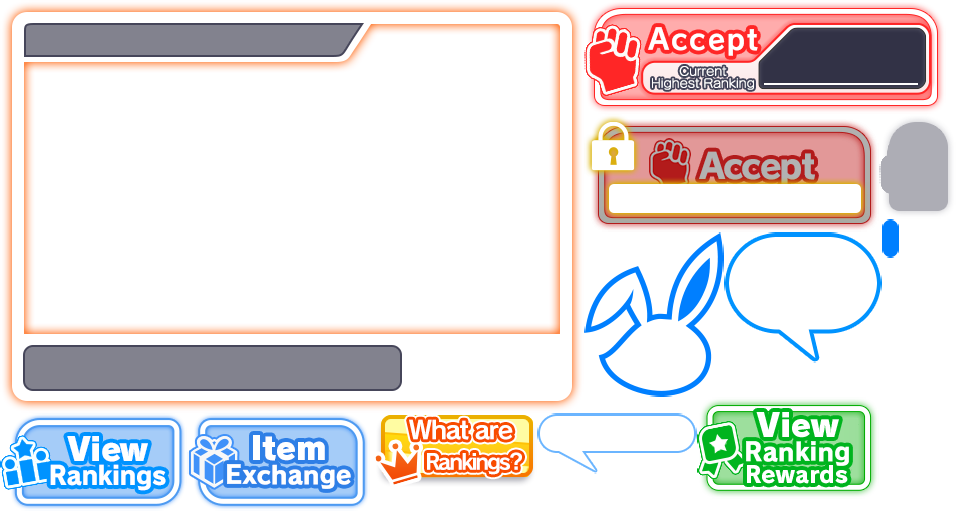 Accept
Current
Highest Ranking
Accept
View
Rankings
Item
Exchange
What are
Rankings?
View
Ranking
Rewards